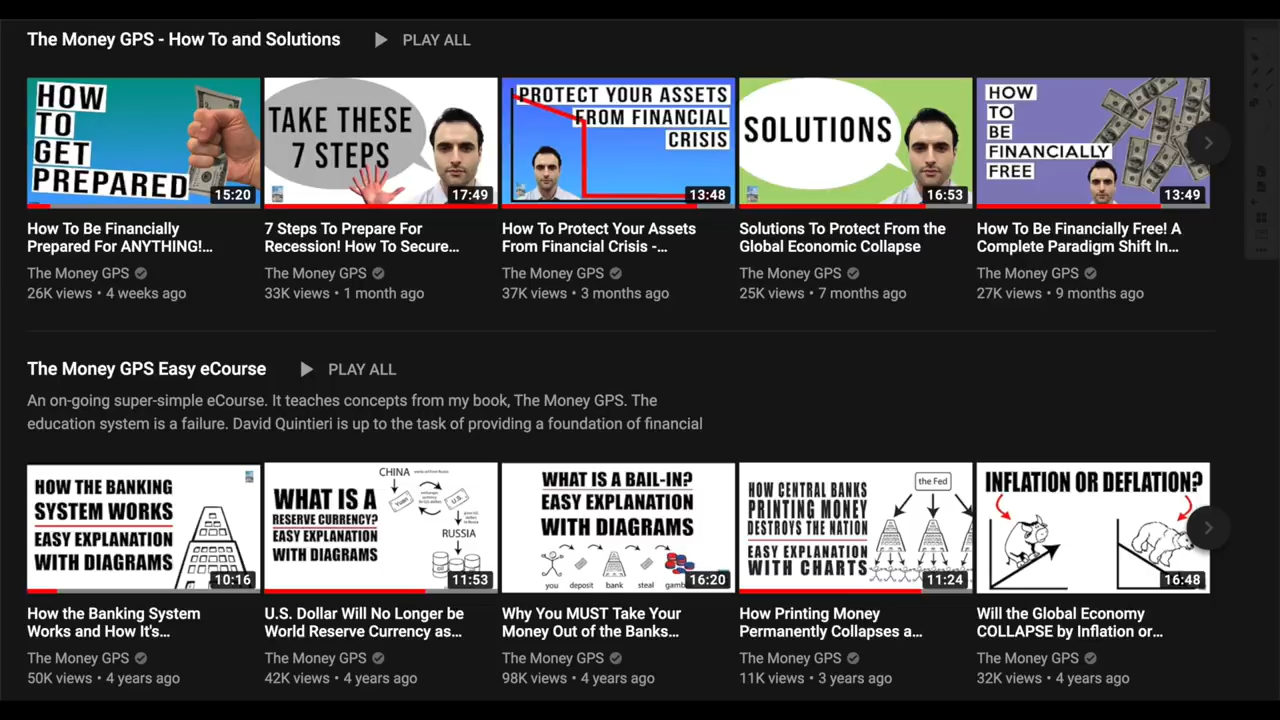 The Money GPS - How To and Solutions
PLAY ALL
HOW
TO
GET
PREPARED
15:20
TAKE THESE
7 STEPS
17:49
PROTECT YOUR ASSETS
FROM FINANCIAL
CRISIS
13:48
SOLUTIONS
16:53
HOW
TO
BE
FINANCIALLY
FREE
13:49
How To Be Financially
Prepared For ANYTHING!...
The Money GPS
26K views • 4 weeks ago
7 Steps To Prepare For
Recession! How To Secure...
The Money GPS
33K views • 1 month ago
How To Protect Your Assets
From Financial Crisis -...
The Money GPS
37K views • 3 months ago
Solutions To Protect From the
Global Economic Collapse
The Money GPS
25K views • 7 months ago
How To Be Financially Free! A
Complete Paradigm Shift In...
The Money GPS
27K views • 9 months ago
The Money GPS Easy eCourse
PLAY ALL
An on-going super-simple eCourse. It teaches concepts from my book, The Money GPS. The
education system is a failure. David Quintieri is up to the task of providing a foundation of financial
HOW THE BANKING
SYSTEM WORKS
EASY EXPLANATION
WITH DIAGRAMS
10:16
CHINA
WHAT IS A
RESERVE CURRENCY?
EASY EXPLANATION
WITH DIAGRAMS
Yuan
U.S.
RUSSIA
11:53
WHAT IS A BAIL-IN?
EASY EXPLANATION
WITH DIAGRAMS
you deposit bank steal
16:20
HOW CENTRAL BANKS
PRINTING MONEY
DESTROYS THE NATION
EASY EXPLANATION
WITH CHARTS
the Fed
11:24
INFLATION OR DEFLATION?
16:48
How the Banking System
Works and How It's...
The Money GPS
50K views • 4 years ago
U.S. Dollar Will No Longer be
World Reserve Currency as...
The Money GPS
42K views • 4 years ago
Why You MUST Take Your
Money Out of the Banks...
The Money GPS
98K views • 4 years ago
How Printing Money
Permanently Collapses a...
The Money GPS
11K views • 3 years ago
Will the Global Economy
COLLAPSE by Inflation or...
The Money GPS
32K views • 4 years ago